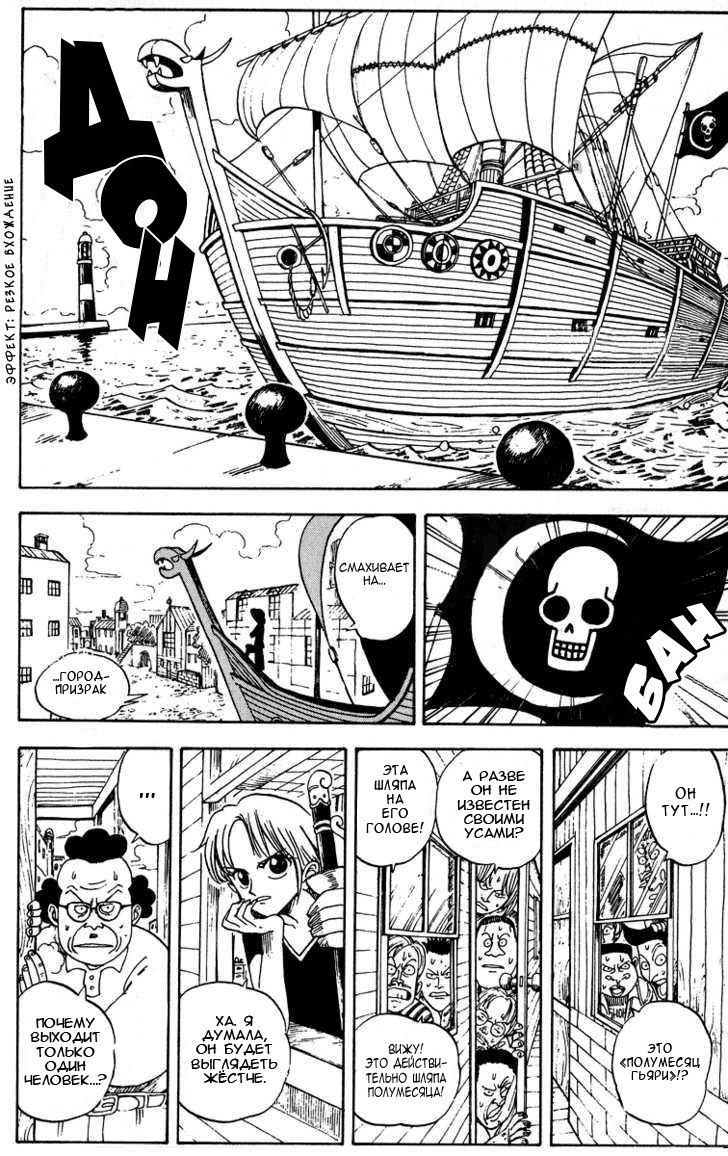 ДОН
ЭФФЕКТ: РЕЗКОЕ ВХОЖДЕНИЕ
БАН
СМАХИВАЕТ
НА...
...ГОРОД-
ПРИЗРАК
ОН
ТУТ...!!
ЭТО
«ПОЛУМЕСЯЦ
ГЬЯРИ»!?
А РАЗВЕ
ОН НЕ
ИЗВЕСТЕН
СВОИМИ
УСАМИ?
ЭТА
ШЛЯПА
НА
ЕГО
ГОЛОВЕ!
ВИЖУ!
ЭТО ДЕЙСТВИ-
ТЕЛЬНО ШЛЯПА
ПОЛУМЕСЯЦА!
ХА. Я
ДУМАЛА,
ОН БУДЕТ
ВЫГЛЯДЕТЬ
ЖЁСТЧЕ.
...
ПОЧЕМУ
ВЫХОДИТ
ТОЛЬКО
ОДИН
ЧЕЛОВЕК...?